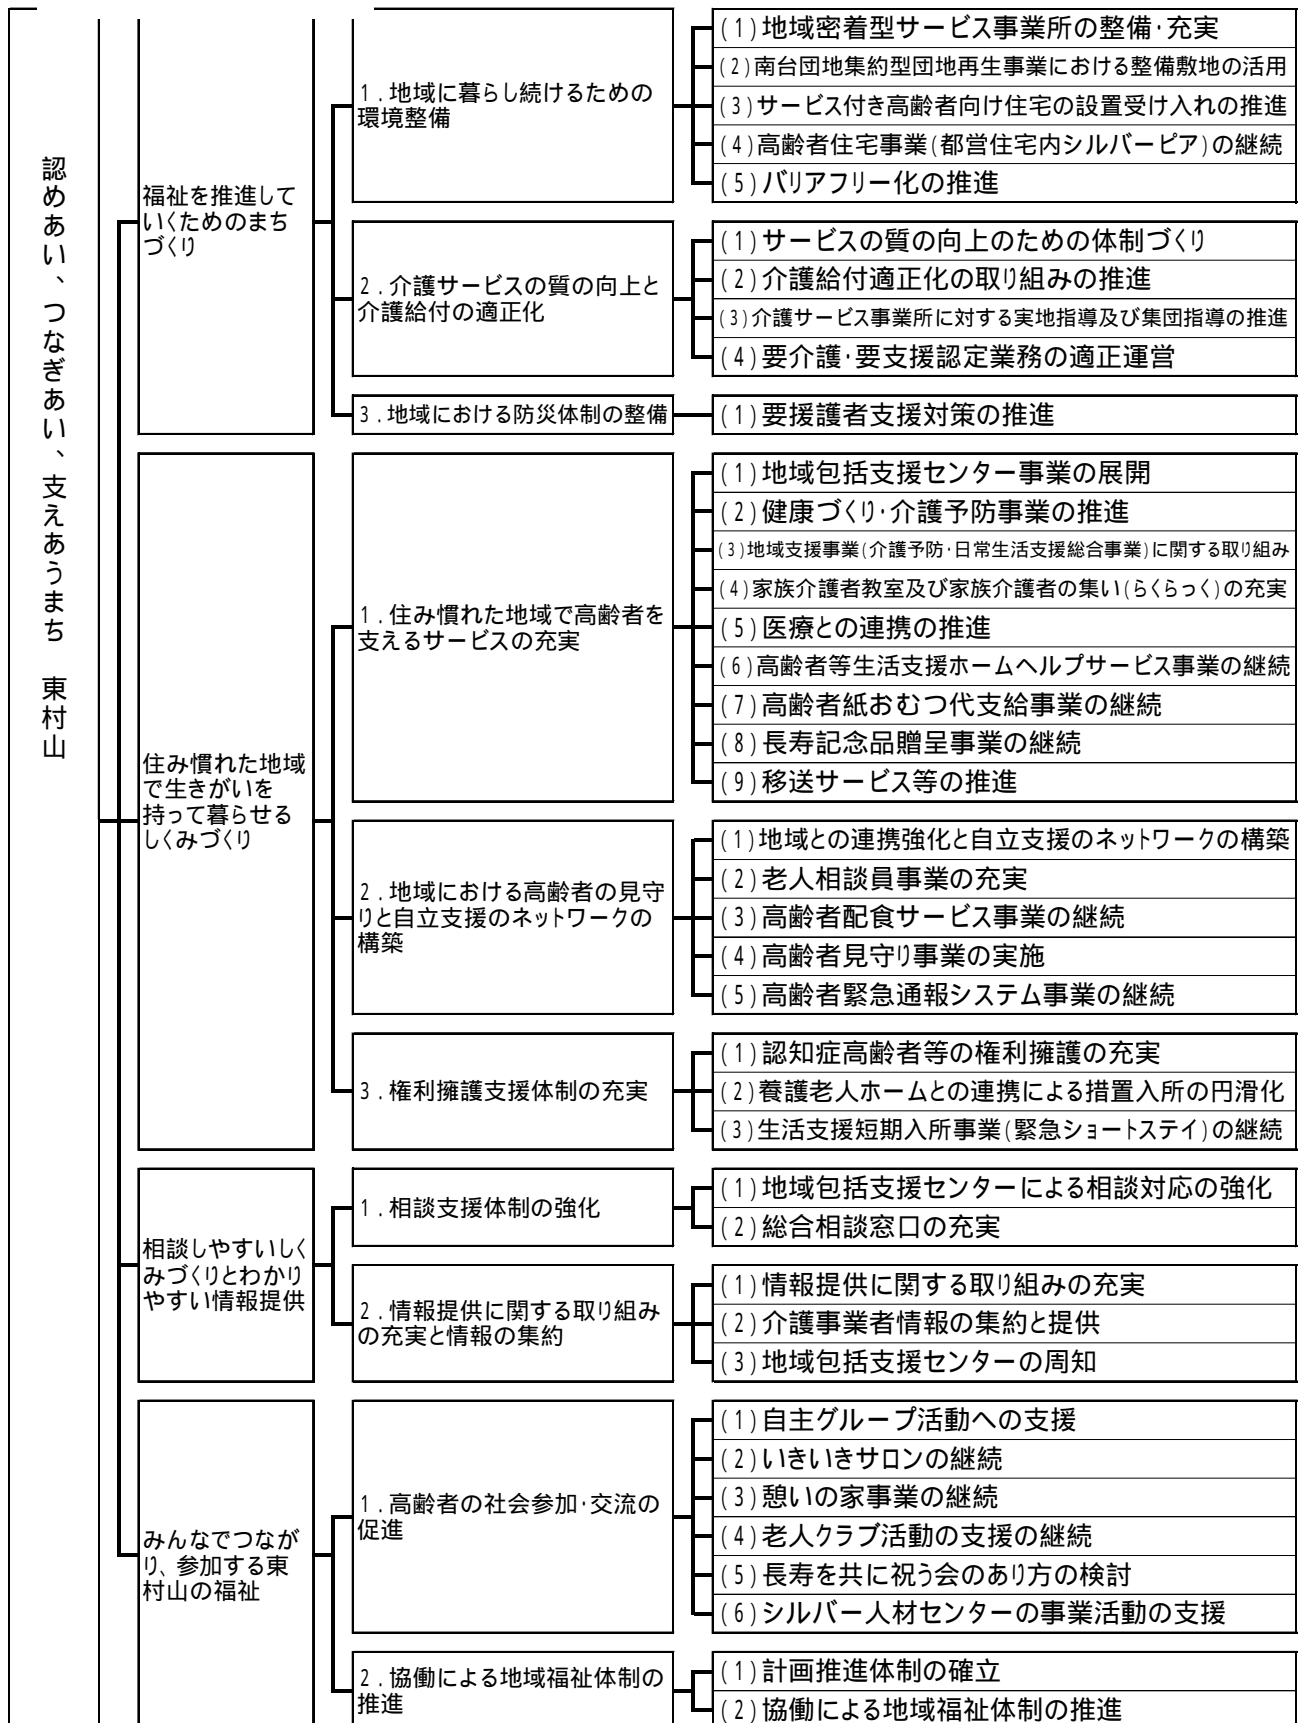 認めあい、つなぎあい、支えあうまち　東村山
福祉を推進して
いくためのまち
づくり
1．地域に暮らし続けるための
環境整備
(1)地域密着型サービス事業所の整備・充実
(2)南台団地集約型団地再生事業における整備敷地の活用
(3)サービス付き高齢者向け住宅の設置受け入れの推進
(4)高齢者住宅事業(都営住宅内シルバーピア)の継続
(5)バリアフリー化の推進
2．介護サービスの質の向上と
介護給付の適正化
(1)サービスの質の向上のための体制づくり
(2)介護給付適正化の取り組みの推進
(3)介護サービス事業所に対する実地指導及び集団指導の推進
(4)要介護・要支援認定業務の適正運営
3．地域における防災体制の整備
(1)要援護者支援対策の推進
住み慣れた地域
で生きがいを
持って暮らせる
しくみづくり
1．住み慣れた地域で高齢者を
支えるサービスの充実
(1)地域包括支援センター事業の展開
(2)健康づくり・介護予防事業の推進
(3)地域支援事業(介護予防・日常生活支援総合事業)に関する取り組み
(4)家族介護者教室及び家族介護者の集い(らくらっく)の充実
(5)医療との連携の推進
(6)高齢者等生活支援ホームヘルプサービス事業の継続
(7)高齢者紙おむつ代支給事業の継続
(8)長寿記念品贈呈事業の継続
(9)移送サービス等の推進
2．地域における高齢者の見守
りと自立支援のネットワークの
構築
(1)地域との連携強化と自立支援のネットワークの構築
(2)老人相談員事業の充実
(3)高齢者配食サービス事業の継続
(4)高齢者見守り事業の実施
(5)高齢者緊急通報システム事業の継続
3．権利擁護支援体制の充実
(1)認知症高齢者等の権利擁護の充実
(2)養護老人ホームとの連携による措置入所の円滑化
(3)生活支援短期入所事業(緊急ショートステイ)の継続
相談しやすいしく
みづくりとわかり
やすい情報提供
1．相談支援体制の強化
(1)地域包括支援センターによる相談対応の強化
(2)総合相談窓口の充実
2．情報提供に関する取り組み
の充実と情報の集約
(1)情報提供に関する取り組みの充実
(2)介護事業者情報の集約と提供
(3)地域包括支援センターの周知
みんなでつなが
り、参加する東
村山の福祉
1．高齢者の社会参加・交流の
促進
(1)自主グループ活動への支援
(2)いきいきサロンの継続
(3)憩いの家事業の継続
(4)老人クラブ活動の支援の継続
(5)長寿を共に祝う会のあり方の検討
(6)シルバー人材センターの事業活動の支援
2．協働による地域福祉体制の
推進
(1)計画推進体制の確立
(2)協働による地域福祉体制の推進